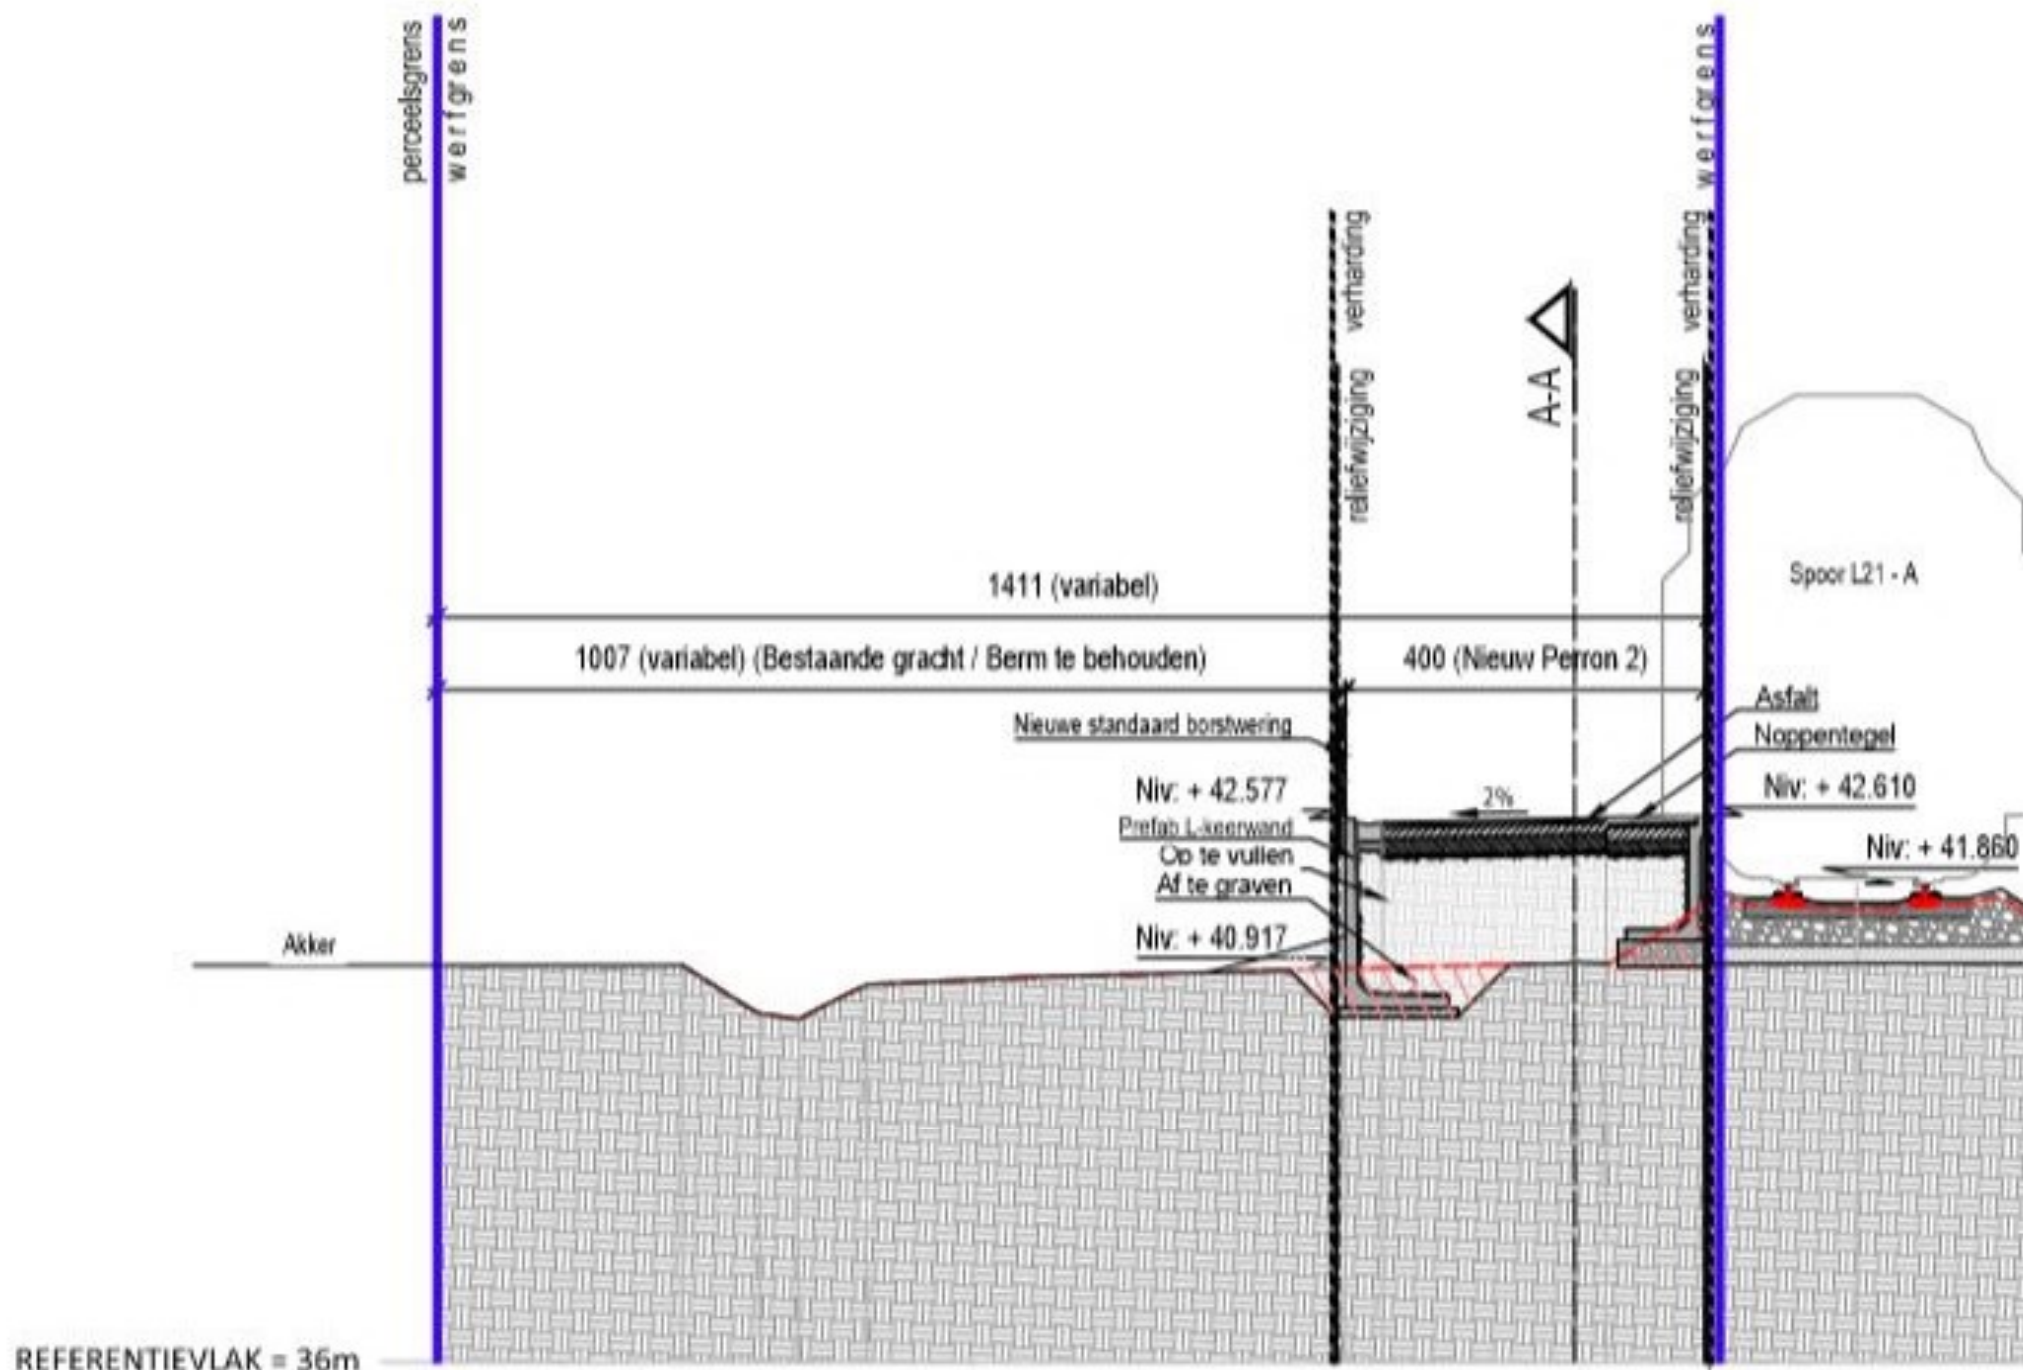 perceelsgrens
werfgrens
werfgrens
verharding
verharding
A-A
reliefwijziging
reliefwijziging
Spoor L21 - A
1411 (variabel)
1007 (variabel) (Bestaande gracht / Berm te behouden)
400 (Nieuw Perron 2)
Asfalt
Nieuwe standaard borstwering
Noppentegel
Niv: + 42.577
2%
Niv: + 42.610
Prefab L-keerwand
Niv: + 41.860
Op te vullen
Af te graven
Niv: + 40.917
Akker
REFERENTIEVLAK = 36m